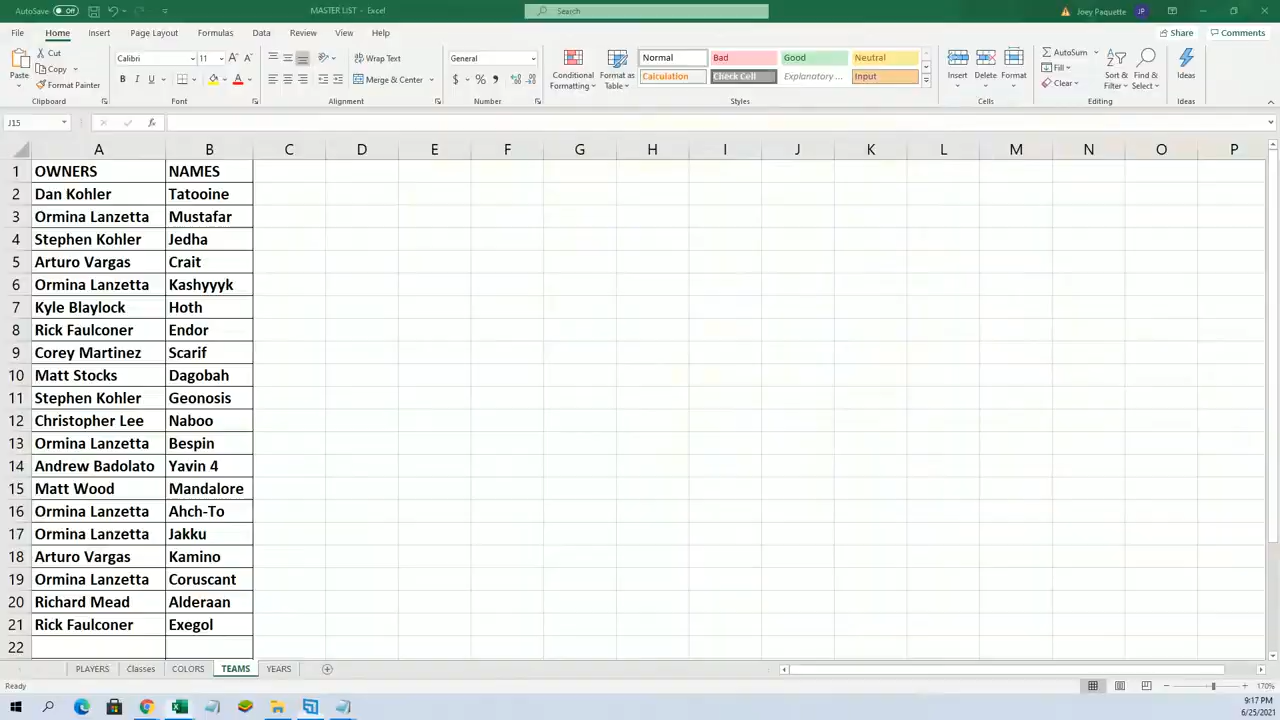 AutoSave Off MASTER LIST - Excel Search Joey Paquette JP
File Home Insert Page Layout Formulas Data Review View Help Share Comments
Paste Cut Copy Format Painter Clipboard
Calibri 11 B I U Font
Wrap Text Merge & Center Alignment
General $ % Number
Conditional Formatting Format as Table
Normal Bad Good Neutral
Calculation Check Cell Explanatory ... Input
Styles
Insert Delete Format Cells
AutoSum Fill Clear Sort & Filter Find & Select Editing
Ideas Ideas
J15 fx
A B C D E F G H I J K L M N O P
1 OWNERS NAMES
2 Dan Kohler Tatooine
3 Ormina Lanzetta Mustafar
4 Stephen Kohler Jedha
5 Arturo Vargas Crait
6 Ormina Lanzetta Kashyyyk
7 Kyle Blaylock Hoth
8 Rick Faulconer Endor
9 Corey Martinez Scarif
10 Matt Stocks Dagobah
11 Stephen Kohler Geonosis
12 Christopher Lee Naboo
13 Ormina Lanzetta Bespin
14 Andrew Badolato Yavin 4
15 Matt Wood Mandalore
16 Ormina Lanzetta Ahch-To
17 Ormina Lanzetta Jakku
18 Arturo Vargas Kamino
19 Ormina Lanzetta Coruscant
20 Richard Mead Alderaan
21 Rick Faulconer Exegol
22
PLAYERS Classes COLORS TEAMS YEARS
Ready 170%
9:17 PM
6/25/2021